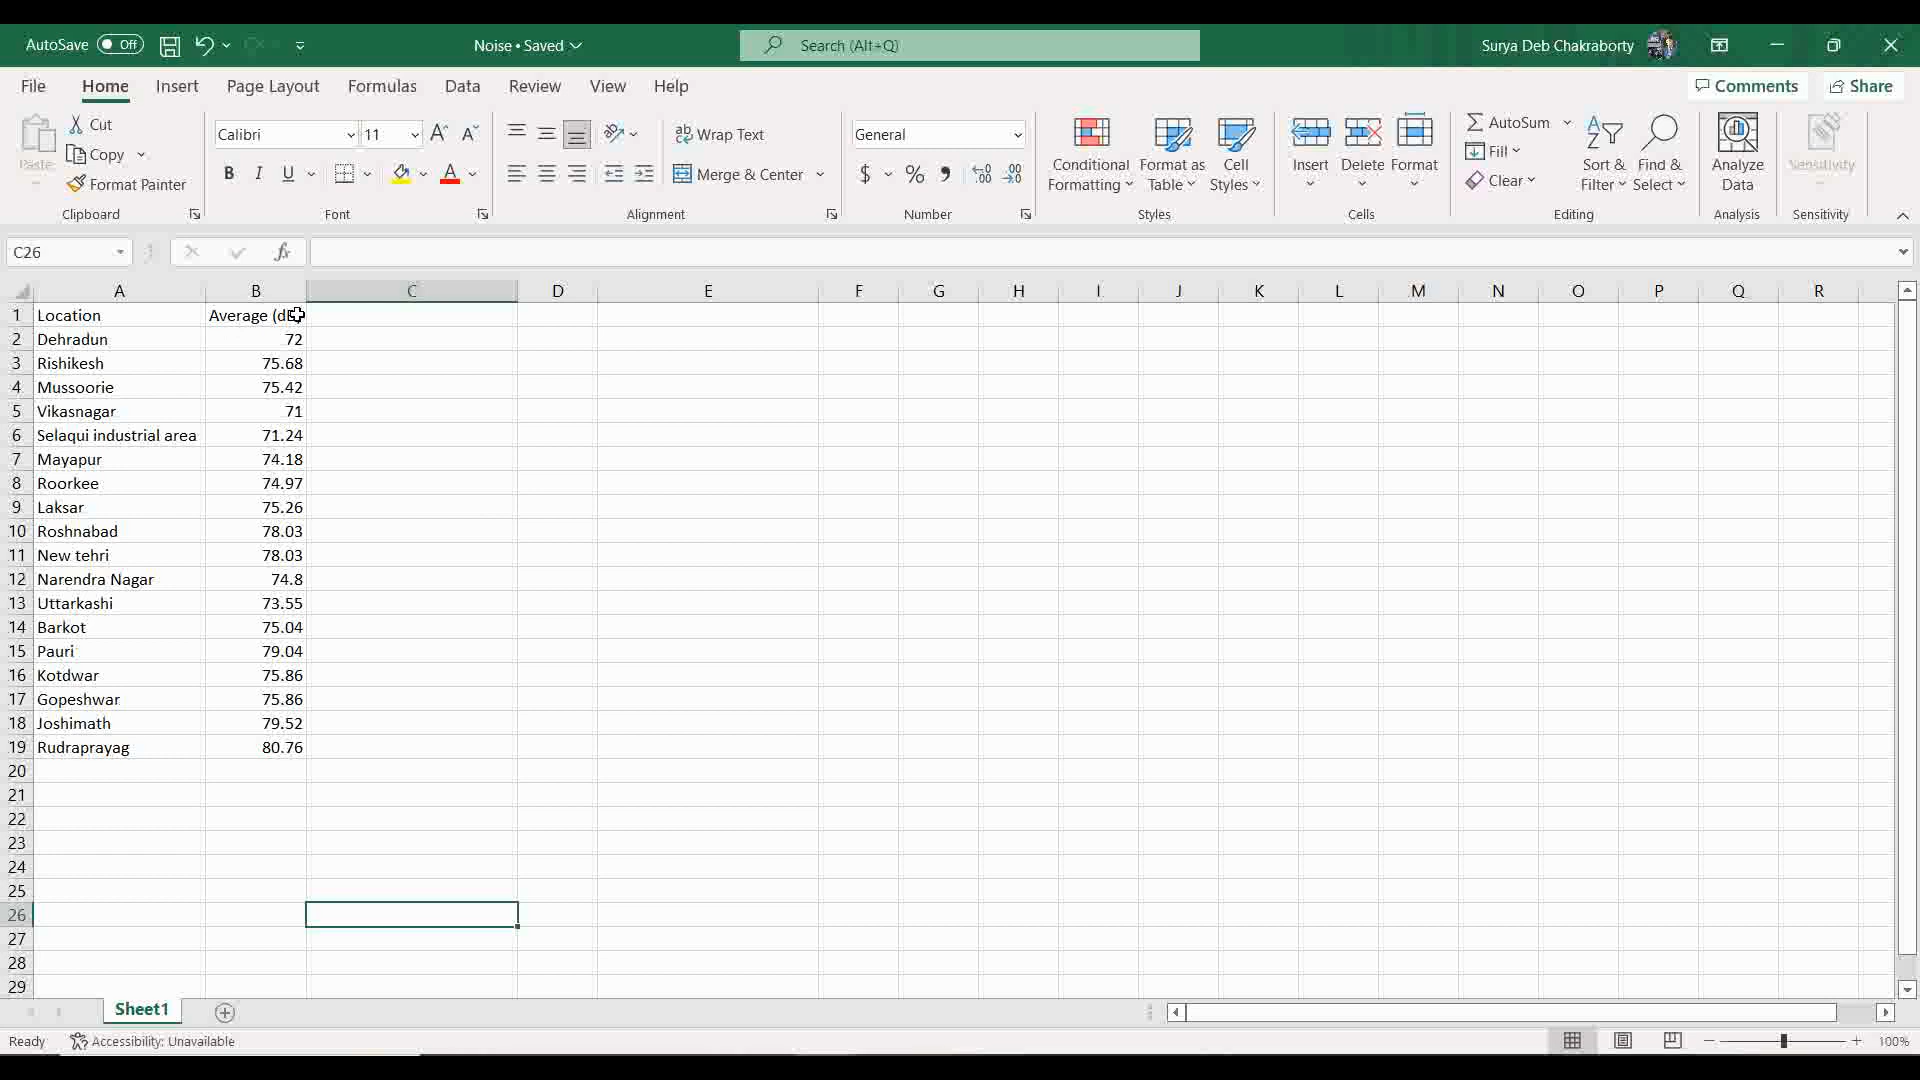 AutoSave Off Noise • Saved Search (Alt+Q) Surya Deb Chakraborty
File Home Insert Page Layout Formulas Data Review View Help Comments Share
Paste Cut Copy Format Painter Clipboard
Calibri 11 B I U A Font
Wrap Text Merge & Center Alignment
General $ % Number
Conditional Formatting Format as Table Cell Styles Styles
Insert Delete Format Cells
AutoSum Fill Clear Sort & Filter Find & Select Editing
Analyze Data Analysis
Sensitivity Sensitivity
C26 fx
A B C D E F G H I J K L M N O P Q R
1 Location Average (d
2 Dehradun 72
3 Rishikesh 75.68
4 Mussoorie 75.42
5 Vikasnagar 71
6 Selaqui industrial area 71.24
7 Mayapur 74.18
8 Roorkee 74.97
9 Laksar 75.26
10 Roshnabad 78.03
11 New tehri 78.03
12 Narendra Nagar 74.8
13 Uttarkashi 73.55
14 Barkot 75.04
15 Pauri 79.04
16 Kotdwar 75.86
17 Gopeshwar 75.86
18 Joshimath 79.52
19 Rudraprayag 80.76
20
21
22
23
24
25
26
27
28
29
Sheet1
Ready Accessibility: Unavailable 100%